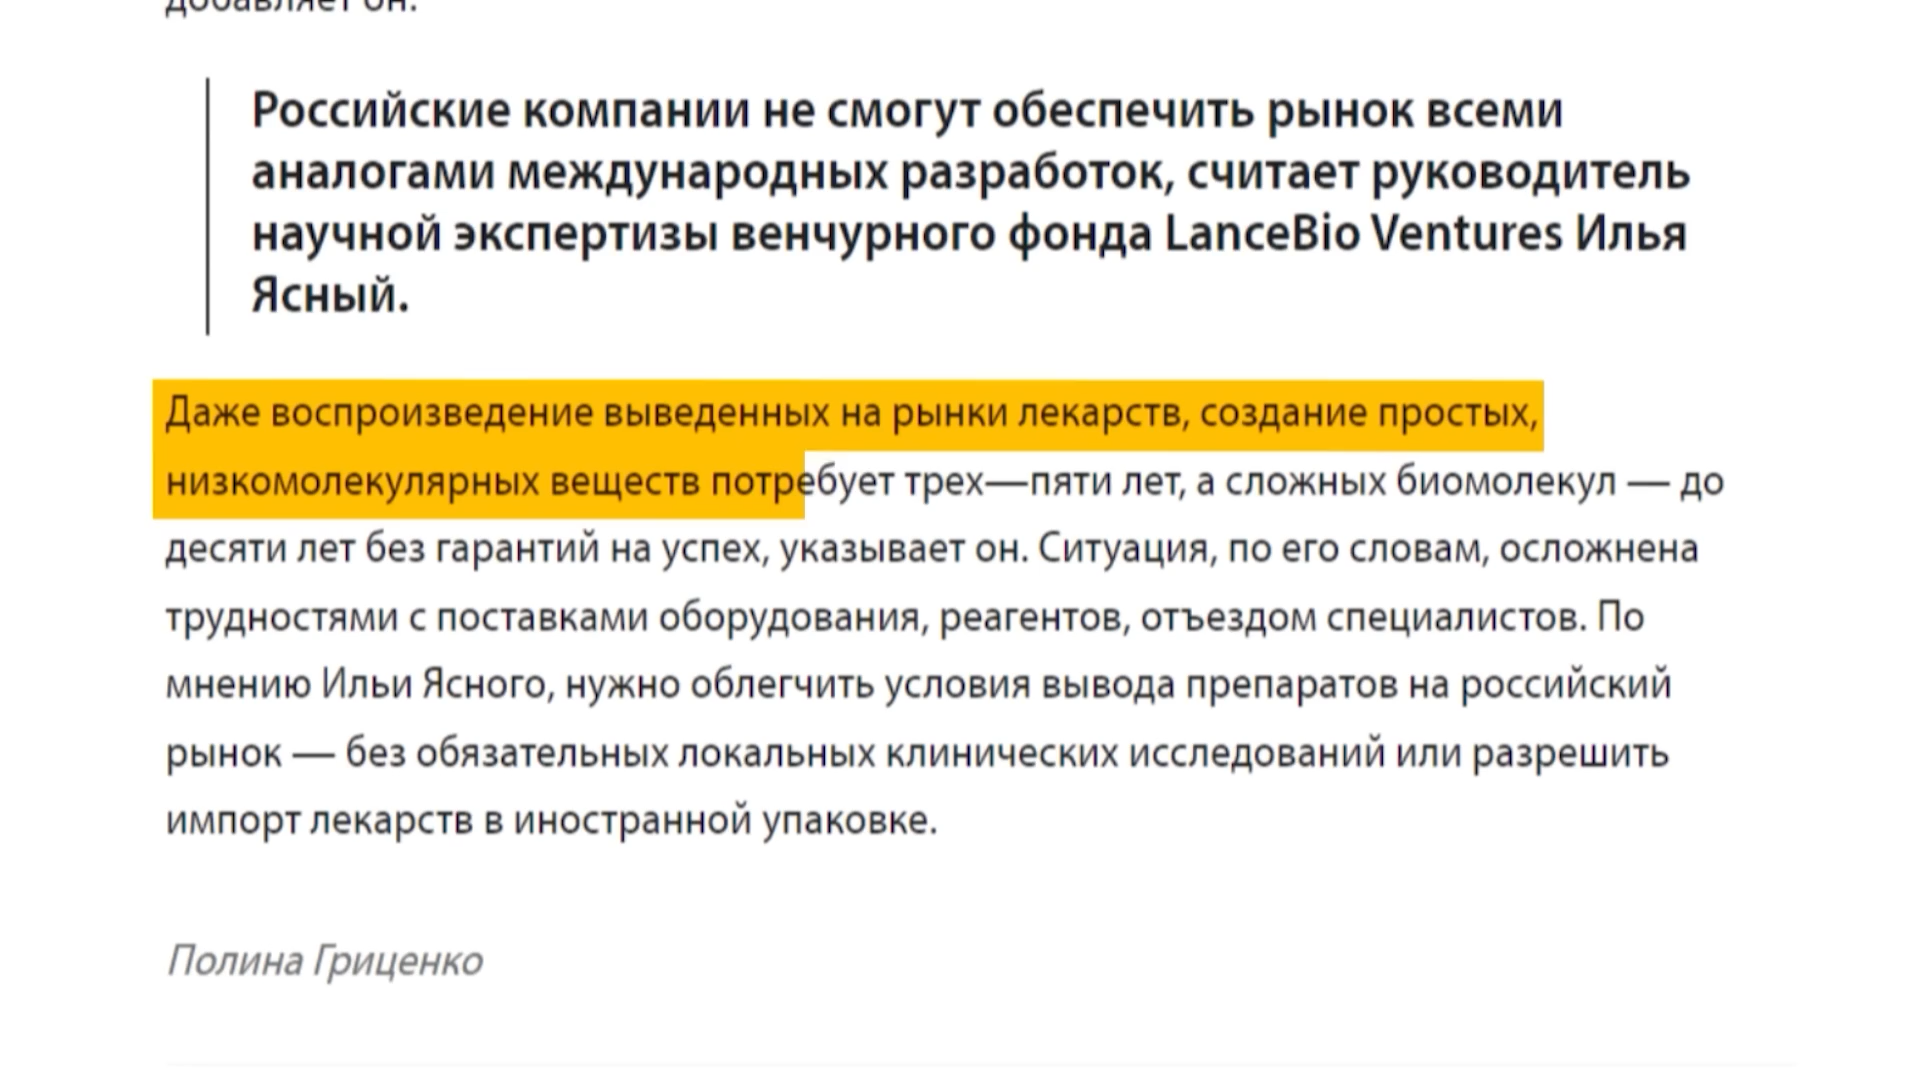 добавляет он.
Российские компании не смогут обеспечить рынок всеми
аналогами международных разработок, считает руководитель
научной экспертизы венчурного фонда LanceBio Ventures Илья
Ясный.
Даже воспроизведение выведенных на рынки лекарств, создание простых,
низкомолекулярных веществ потребует трех—пяти лет, а сложных биомолекул — до
десяти лет без гарантий на успех, указывает он. Ситуация, по его словам, осложнена
трудностями с поставками оборудования, реагентов, отъездом специалистов. По
мнению Ильи Ясного, нужно облегчить условия вывода препаратов на российский
рынок — без обязательных локальных клинических исследований или разрешить
импорт лекарств в иностранной упаковке.
Полина Гриценко